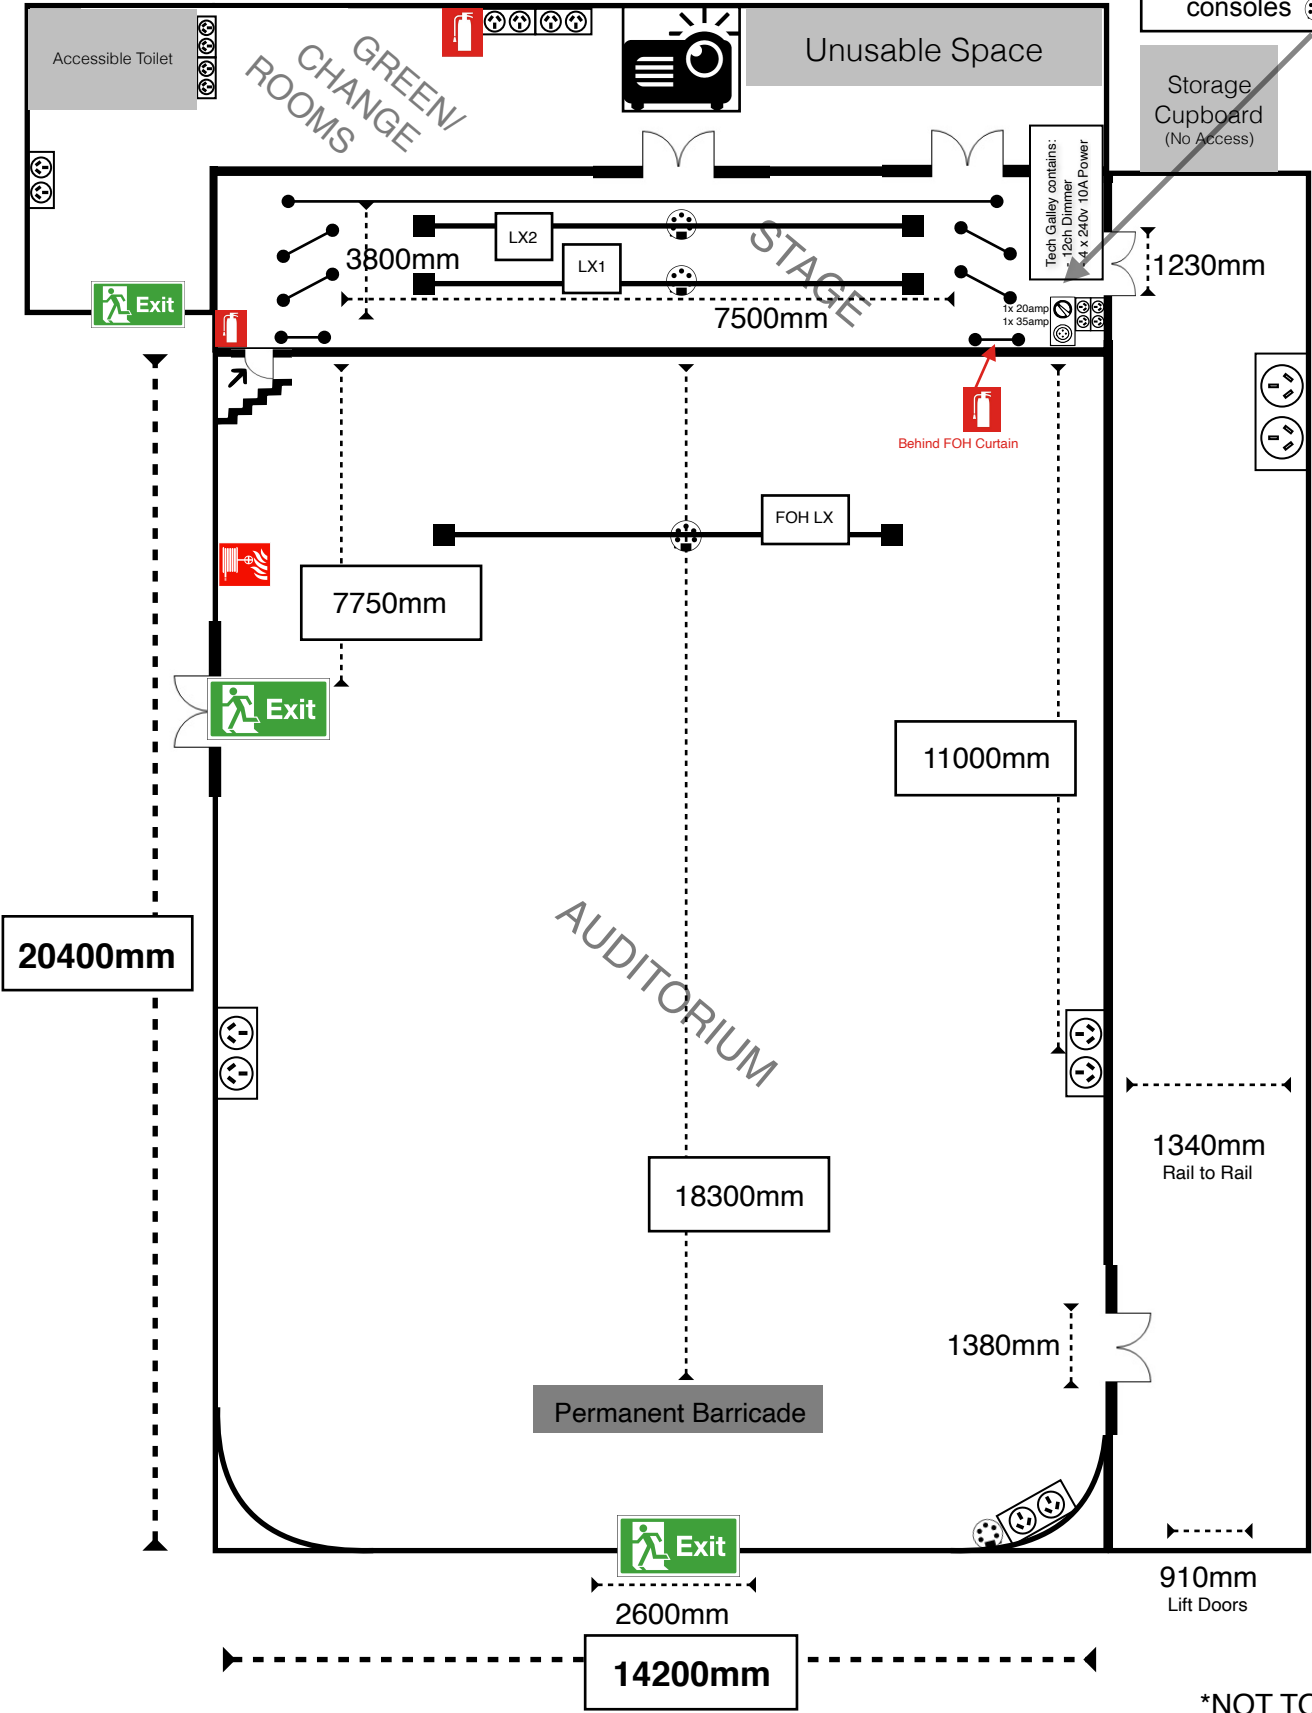 consoles
Accessible Toilet
GREEN/
CHANGE
ROOMS
Unusable Space
Storage
Cupboard
(No Access)
Tech Galley contains:
- 12ch Dimmer
- 4 x 240v 10A Power
LX2
LX1
STAGE
3800mm
7500mm
1230mm
1x 20amp
1x 35amp
Exit
Behind FOH Curtain
FOH LX
7750mm
Exit
11000mm
20400mm
AUDITORIUM
1340mm
Rail to Rail
18300mm
1380mm
Permanent Barricade
Exit
2600mm
910mm
Lift Doors
14200mm
*NOT TO